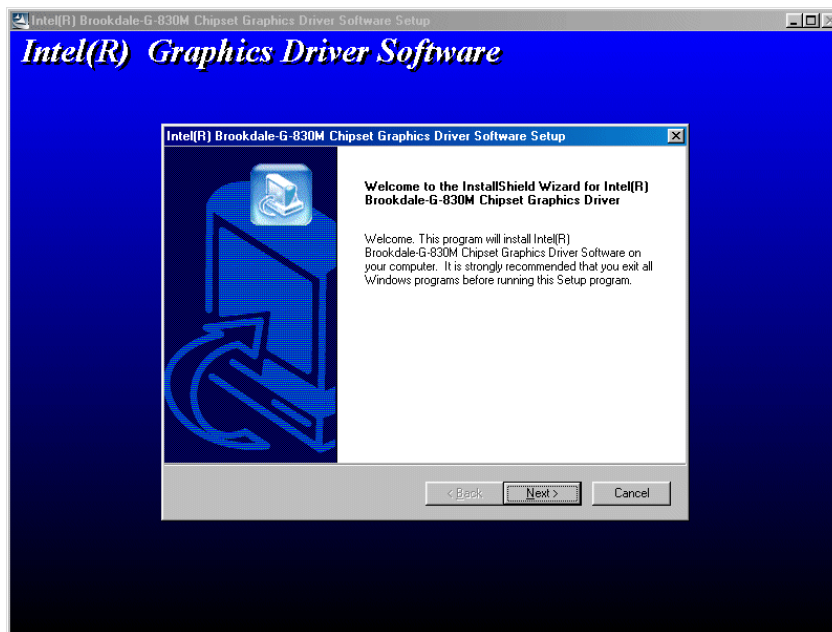 Intel(R) Brookdale-G-830M Chipset Graphics Driver Software Setup
Intel(R) Graphics Driver Software
Intel(R) Brookdale-G-830M Chipset Graphics Driver Software Setup
Welcome to the InstallShield Wizard for Intel(R)
Brookdale-G-830M Chipset Graphics Driver
Welcome. This program will install Intel(R)
Brookdale-G-830M Chipset Graphics Driver Software on
your computer. It is strongly recommended that you exit all
Windows programs before running this Setup program.
< Back Next > Cancel